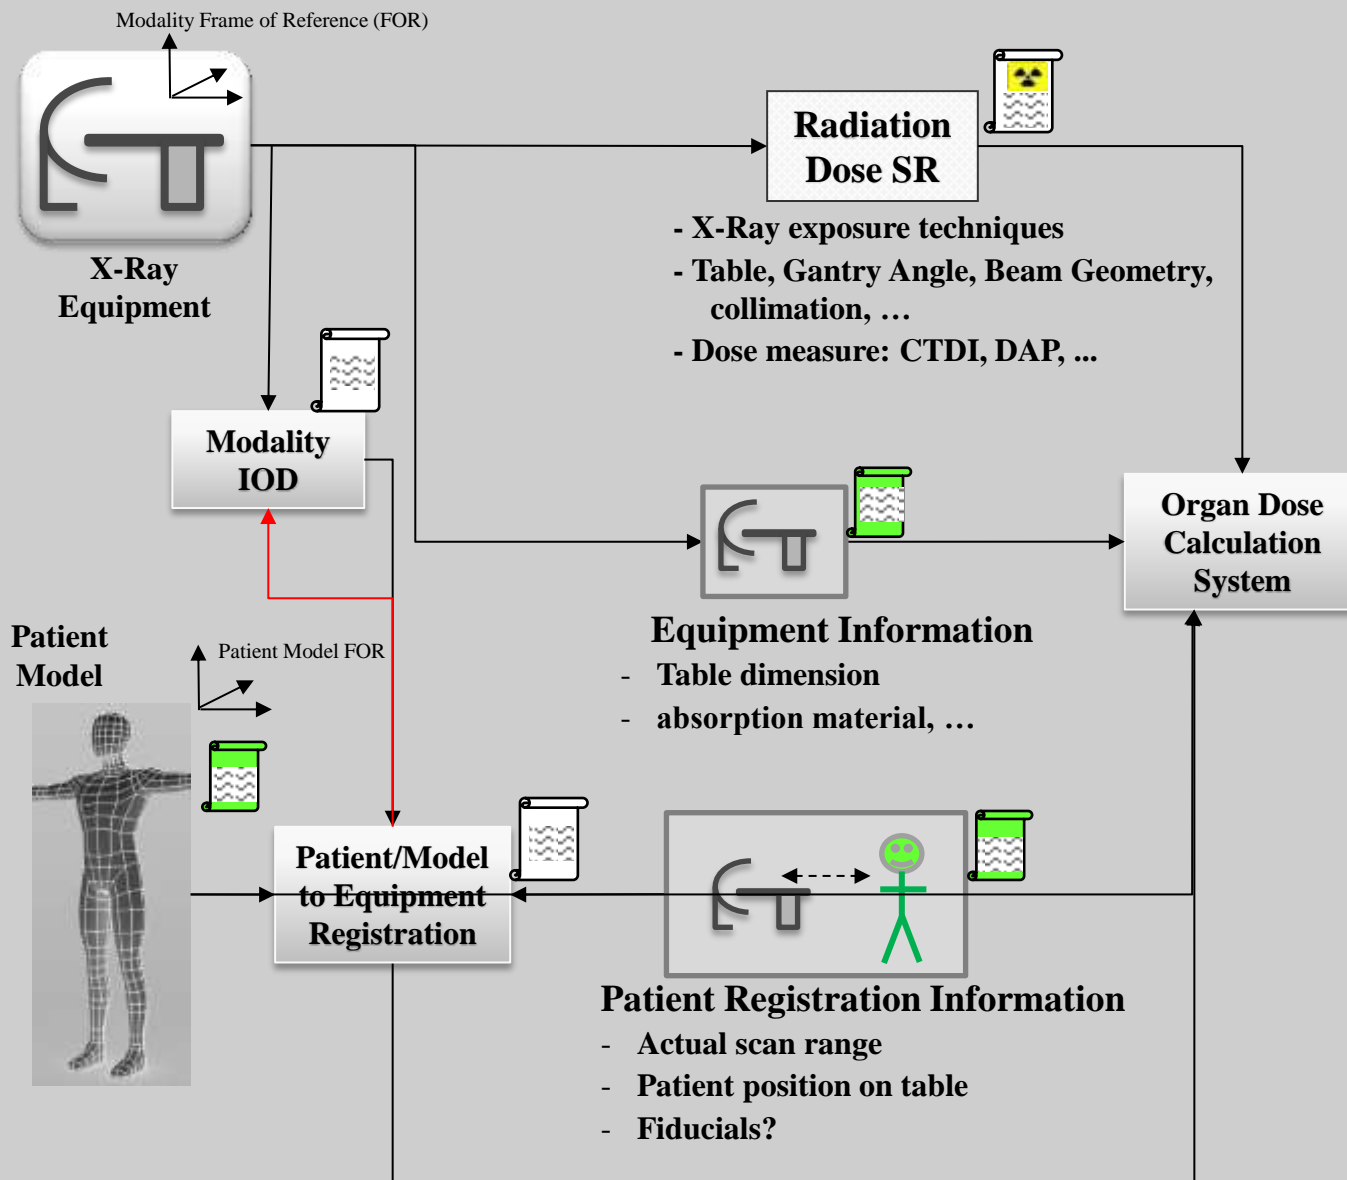 Modality Frame of Reference (FOR)
X-Ray
Equipment
Radiation
Dose SR
- X-Ray exposure techniques
- Table, Gantry Angle, Beam Geometry,
collimation, …
- Dose measure: CTDI, DAP, ...
Modality
IOD
Organ Dose
Calculation
System
Equipment Information
- Table dimension
- absorption material, …
Patient
Model
Patient Model FOR
Patient/Model
to Equipment
Registration
Patient Registration Information
- Actual scan range
- Patient position on table
- Fiducials?